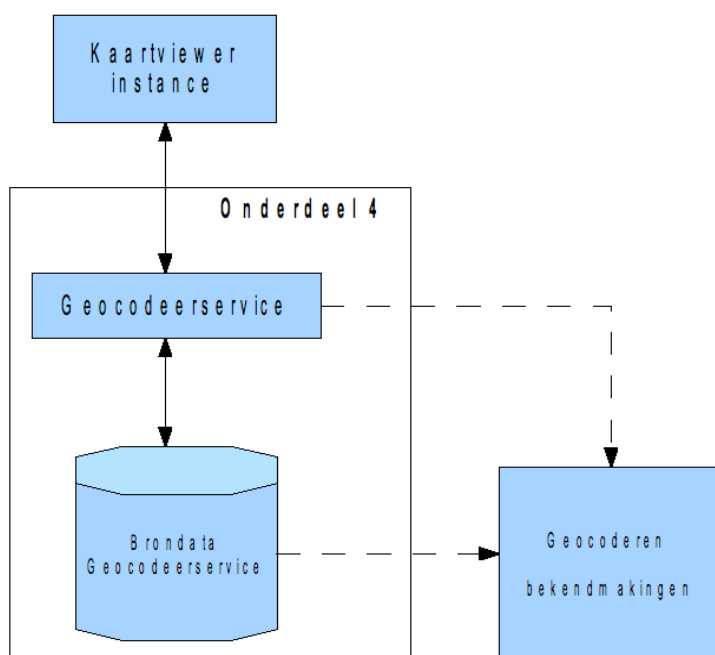 Kaartviewer
instance
Onderdeel 4
Geocodeerservice
Brondata
Geocodeerservice
Geocoderen
bekendmakingen